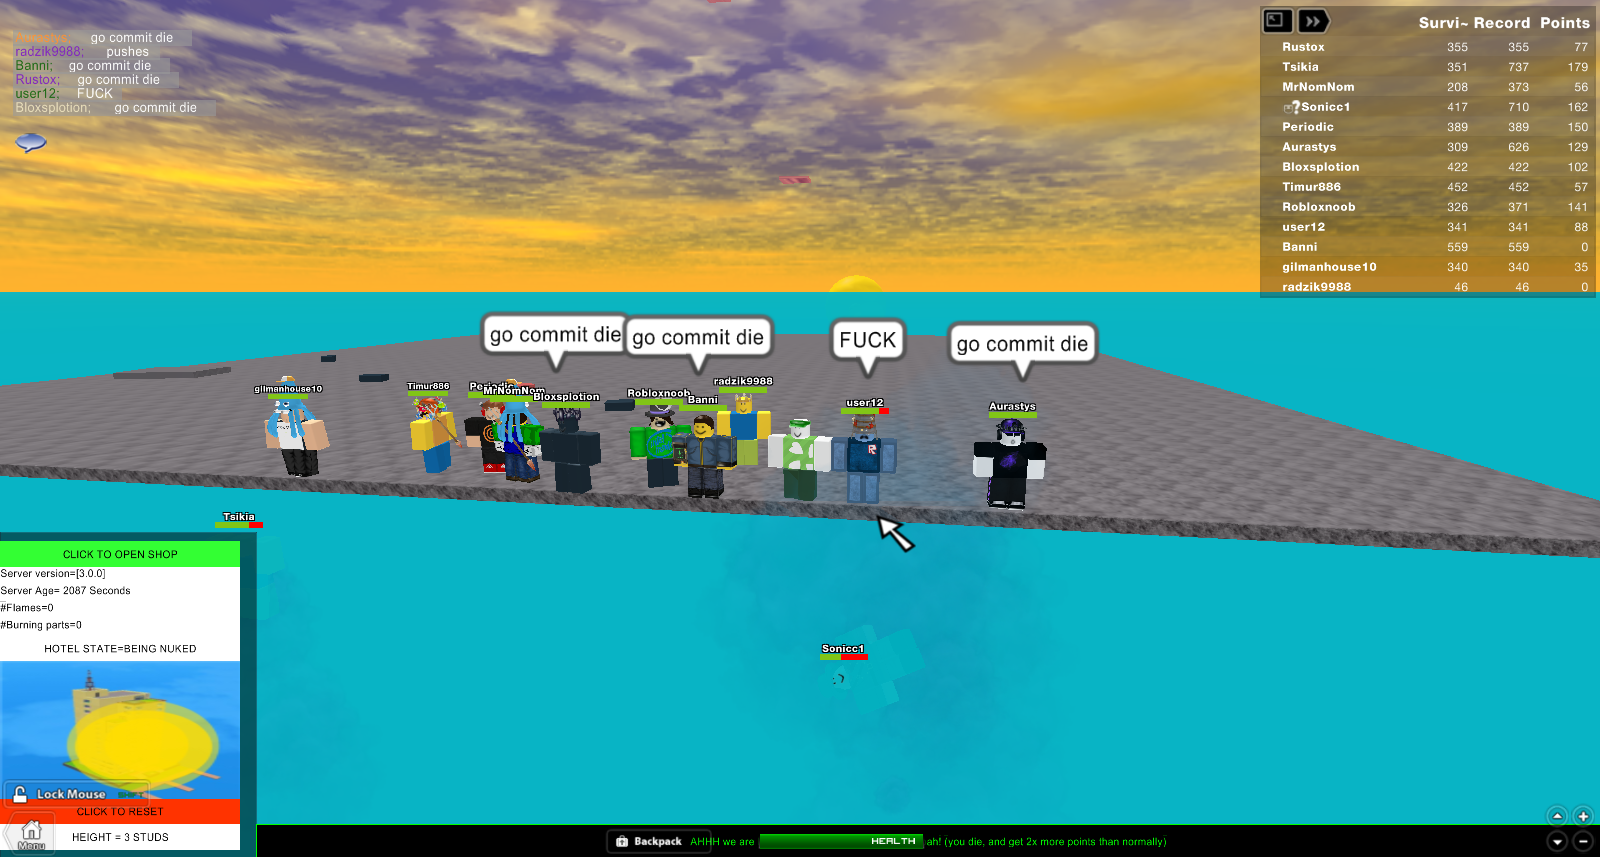 Aurastys; go commit die
radzik9988; pushes
Banni; go commit die
Rustox; go commit die
user12; FUCK
Bloxsplotion; go commit die
Survi~ Record Points
Rustox 355 355 77
Tsikia 351 737 179
MrNomNom 208 373 56
Sonicc1 417 710 162
Periodic 389 389 150
Aurastys 309 626 129
Bloxsplotion 422 422 102
Timur886 452 452 57
Robloxnoob 326 371 141
user12 341 341 88
Banni 559 559 0
gilmanhouse10 340 340 35
radzik9988 46 46 0
go commit die
go commit die
FUCK
go commit die
gilmanhouse10
Timur886
Periodic
MrNomNom
Bloxsplotion
Robloxnoob
Banni
radzik9988
user12
Aurastys
Tsikia
Sonicc1
CLICK TO OPEN SHOP
Server version=[3.0.0]
Server Age= 2087 Seconds
#Flames=0
#Burning parts=0
HOTEL STATE=BEING NUKED
Lock Mouse
CLICK TO RESET
HEIGHT = 3 STUDS
Menu
Backpack
AHHH we are
HEALTH
ah! (you die, and get 2x more points than normally)